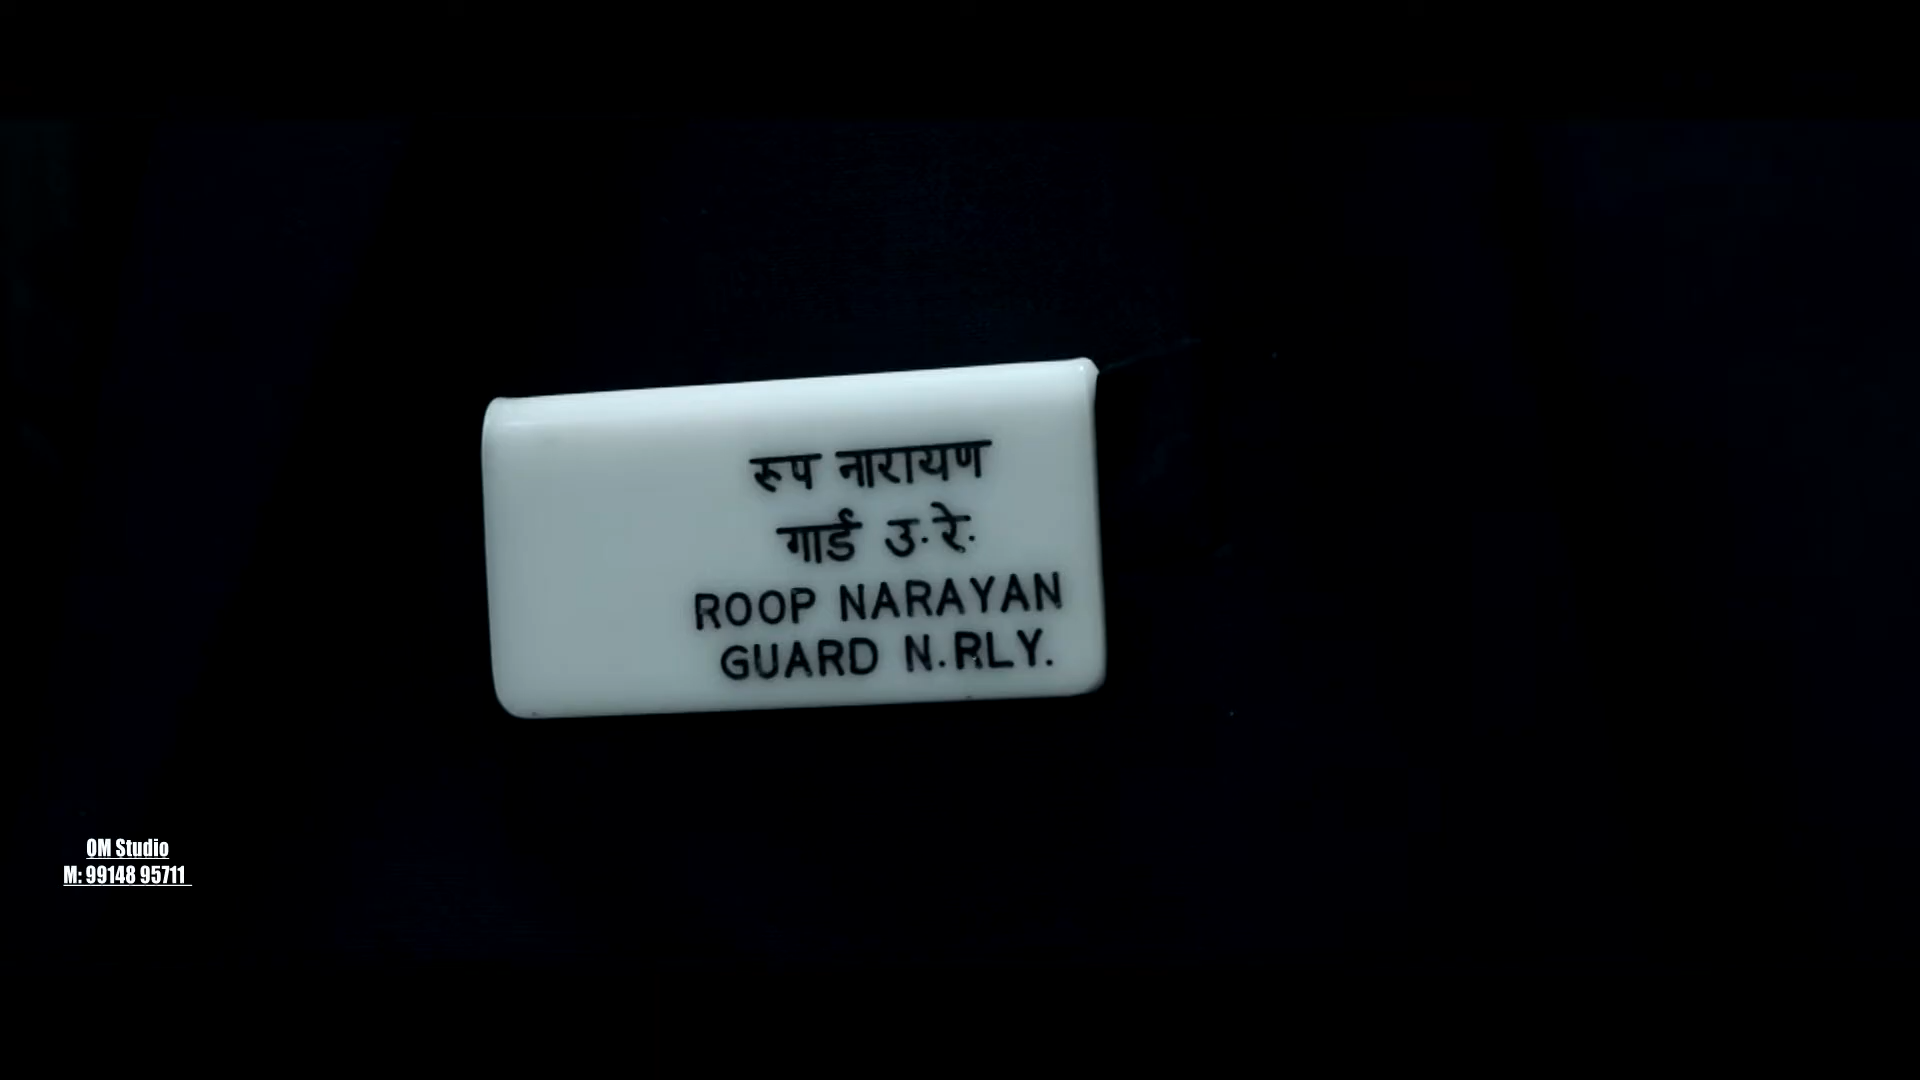 रूप नारायण
गार्ड उ॰ रे॰
ROOP NARAYAN
GUARD N.RLY.
OM Studio
M: 99148 95711